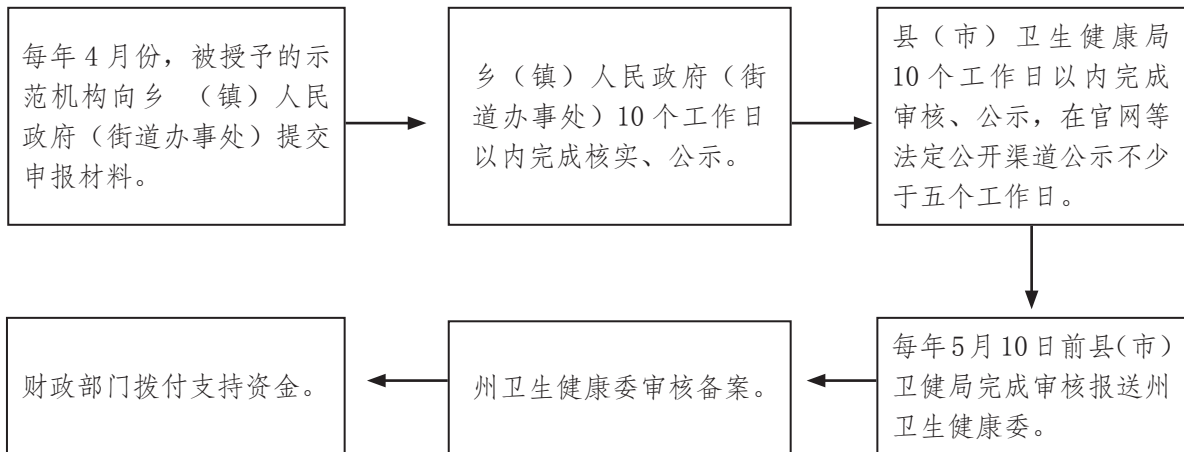 每年 4 月份，被授予的示
范机构向乡 （镇）人民
政府（街道办事处）提交
申报材料。
乡（镇）人民政府（街
道办事处）10 个工作日
以内完成核实、公示。
县（市）卫生健康局
10 个工作日以内完成
审核、公示，在官网等
法定公开渠道公示不少
于五个工作日。
每年 5 月 10 日前县（市）
卫健局完成审核报送州
卫生健康委。
州卫生健康委审核备案。
财政部门拨付支持资金。